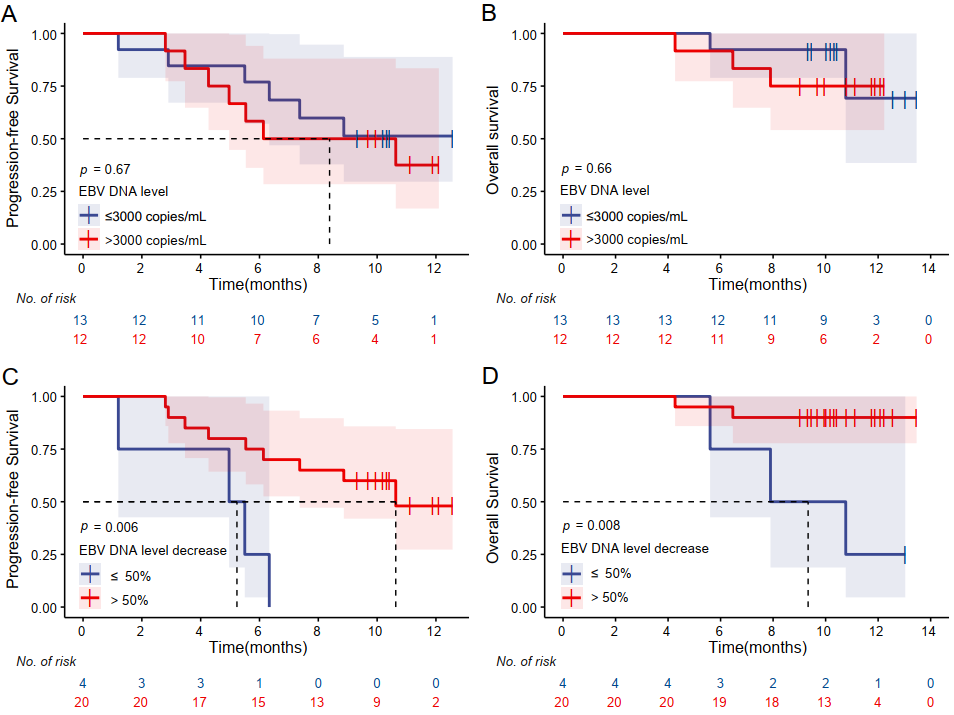 A
Progression-free Survival
1.00
0.75
0.50
0.25
0.00
p = 0.67
EBV DNA level
≤3000 copies/mL
>3000 copies/mL
0 2 4 6 8 10 12
Time(months)
No. of risk
13 12 11 10 7 5 1
12 12 10 7 6 4 1
B
Overall survival
1.00
0.75
0.50
0.25
0.00
p = 0.66
EBV DNA level
≤3000 copies/mL
>3000 copies/mL
0 2 4 6 8 10 12 14
Time(months)
No. of risk
13 13 13 12 11 9 3 0
12 12 12 11 9 6 2 0
C
Progression-free Survival
1.00
0.75
0.50
0.25
0.00
p = 0.006
EBV DNA level decrease
≤ 50%
> 50%
0 2 4 6 8 10 12
Time(months)
No. of risk
4 3 3 1 0 0 0
20 20 17 15 13 9 2
D
Overall Survival
1.00
0.75
0.50
0.25
0.00
p = 0.008
EBV DNA level decrease
≤ 50%
> 50%
0 2 4 6 8 10 12 14
Time(months)
No. of risk
4 4 4 3 2 2 1 0
20 20 20 19 18 13 4 0